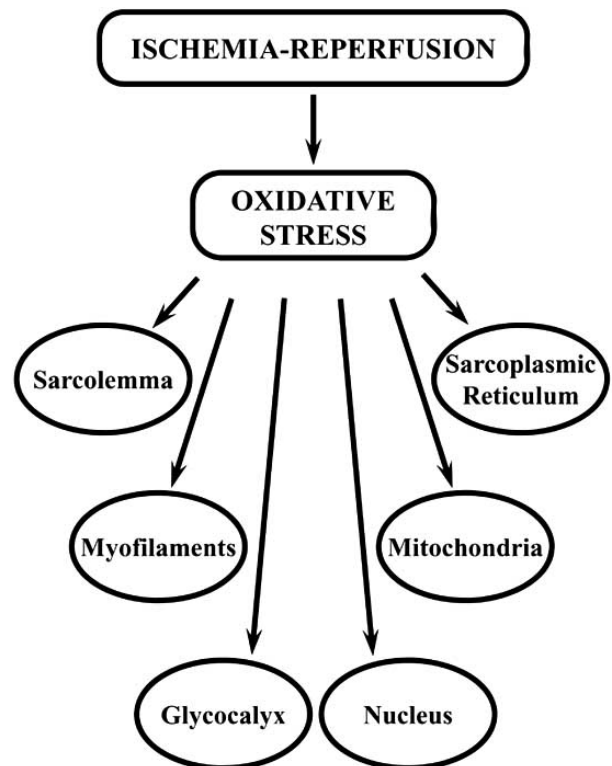 ISCHEMIA-REPERFUSION
OXIDATIVE
STRESS
Sarcolemma
Sarcoplasmic
Reticulum
Myofilaments
Mitochondria
Glycocalyx
Nucleus